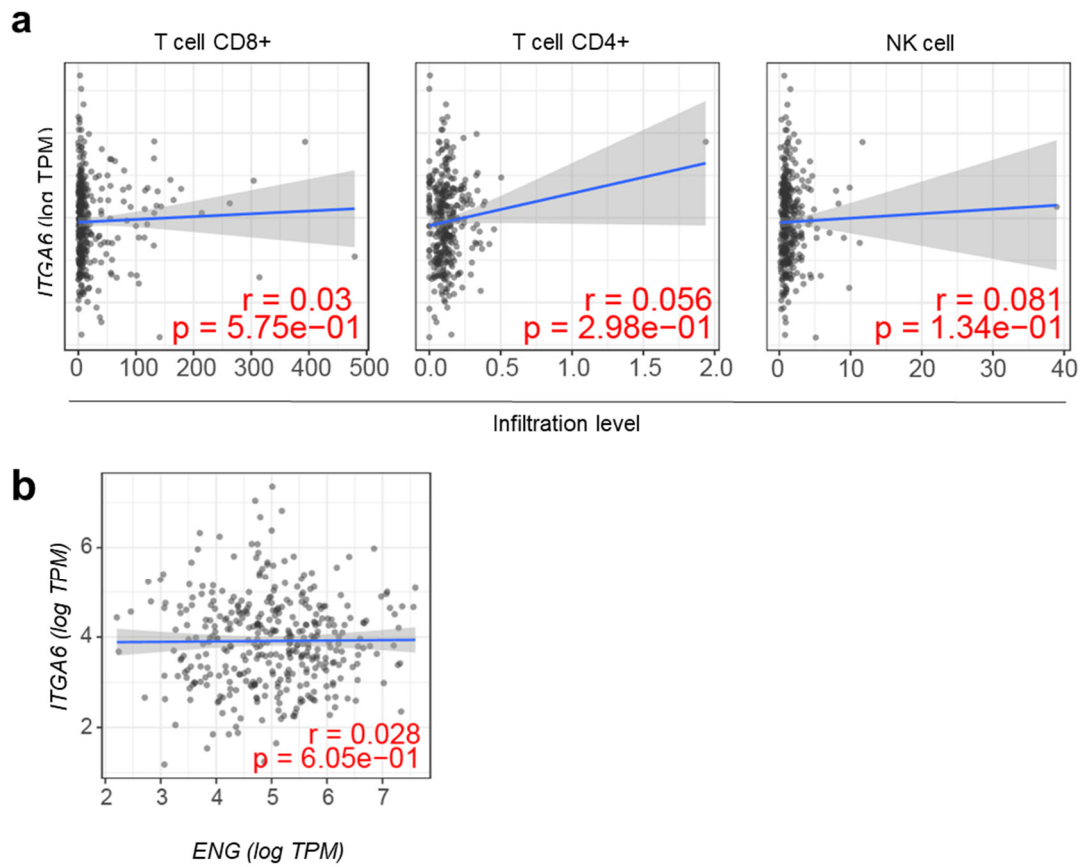 a
T cell CD8+
T cell CD4+
NK cell
ITGA6 (log TPM)
r = 0.03
p = 5.75e−01
r = 0.056
p = 2.98e−01
r = 0.081
p = 1.34e−01
0 100 200 300 400 500
0.0 0.5 1.0 1.5 2.0
0 10 20 30 40
Infiltration level
b
ITGA6 (log TPM)
6
4
2
r = 0.028
p = 6.05e−01
2 3 4 5 6 7
ENG (log TPM)